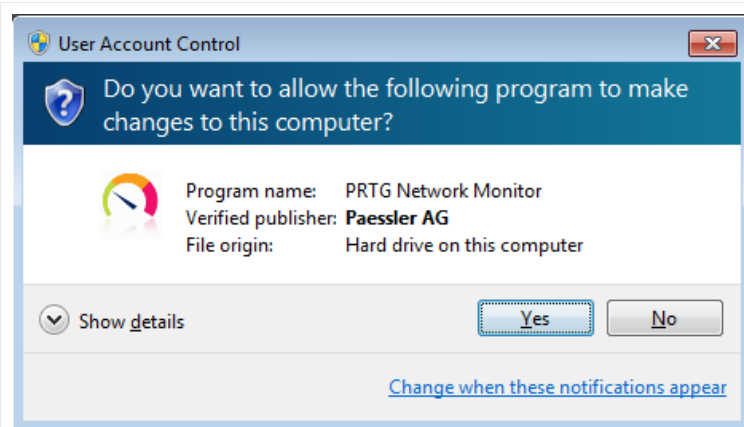 User Account Control
Do you want to allow the following program to make
changes to this computer?
Program name: PRTG Network Monitor
Verified publisher: Paessler AG
File origin: Hard drive on this computer
Show details
Yes No
Change when these notifications appear